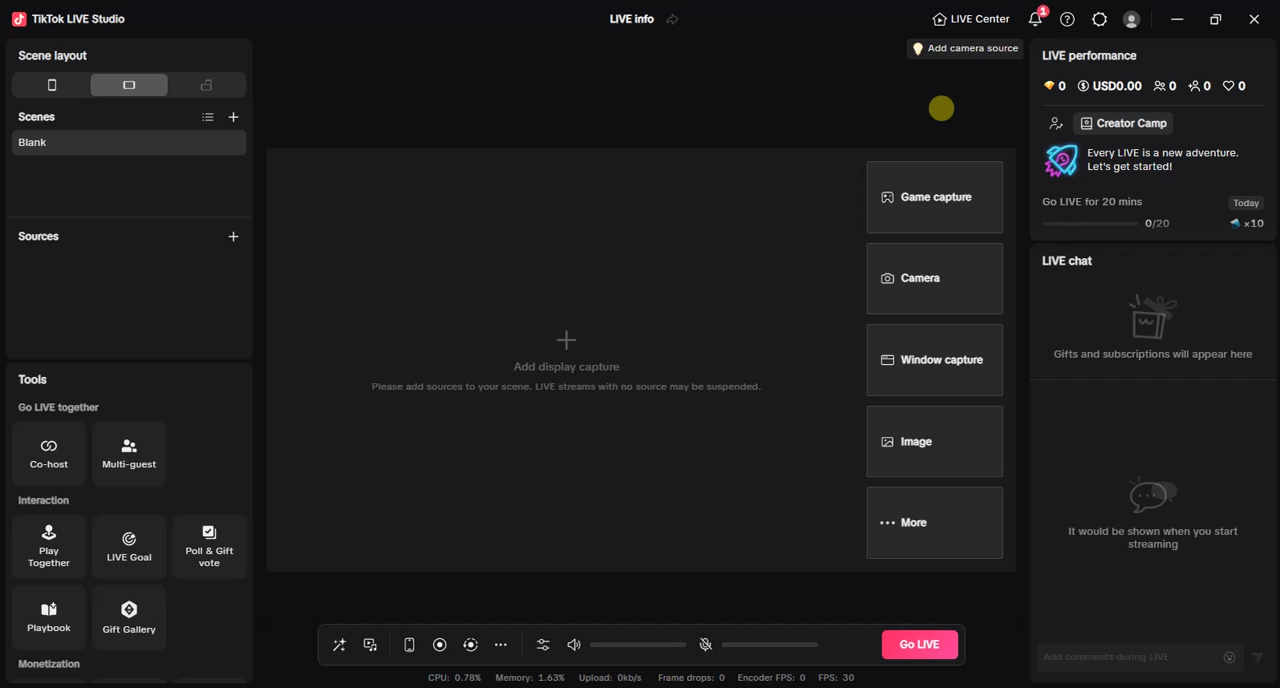 TikTok LIVE Studio
LIVE info
LIVE Center
1
Add camera source
Scene layout
Scenes
Blank
Sources
Tools
Go LIVE together
Co-host
Multi-guest
Interaction
Play Together
LIVE Goal
Poll & Gift vote
Playbook
Gift Gallery
Monetization
Game capture
Camera
Window capture
Image
More
Add display capture
Please add sources to your scene. LIVE streams with no source may be suspended.
Go LIVE
CPU: 0.78% Memory: 1.63% Upload: 0kb/s Frame drops: 0 Encoder FPS: 0 FPS: 30
LIVE performance
0 USD0.00 0 0 0
Creator Camp
Every LIVE is a new adventure.
Let's get started!
Go LIVE for 20 mins
Today
0/20
×10
LIVE chat
Gifts and subscriptions will appear here
It would be shown when you start
streaming
Add comments during LIVE